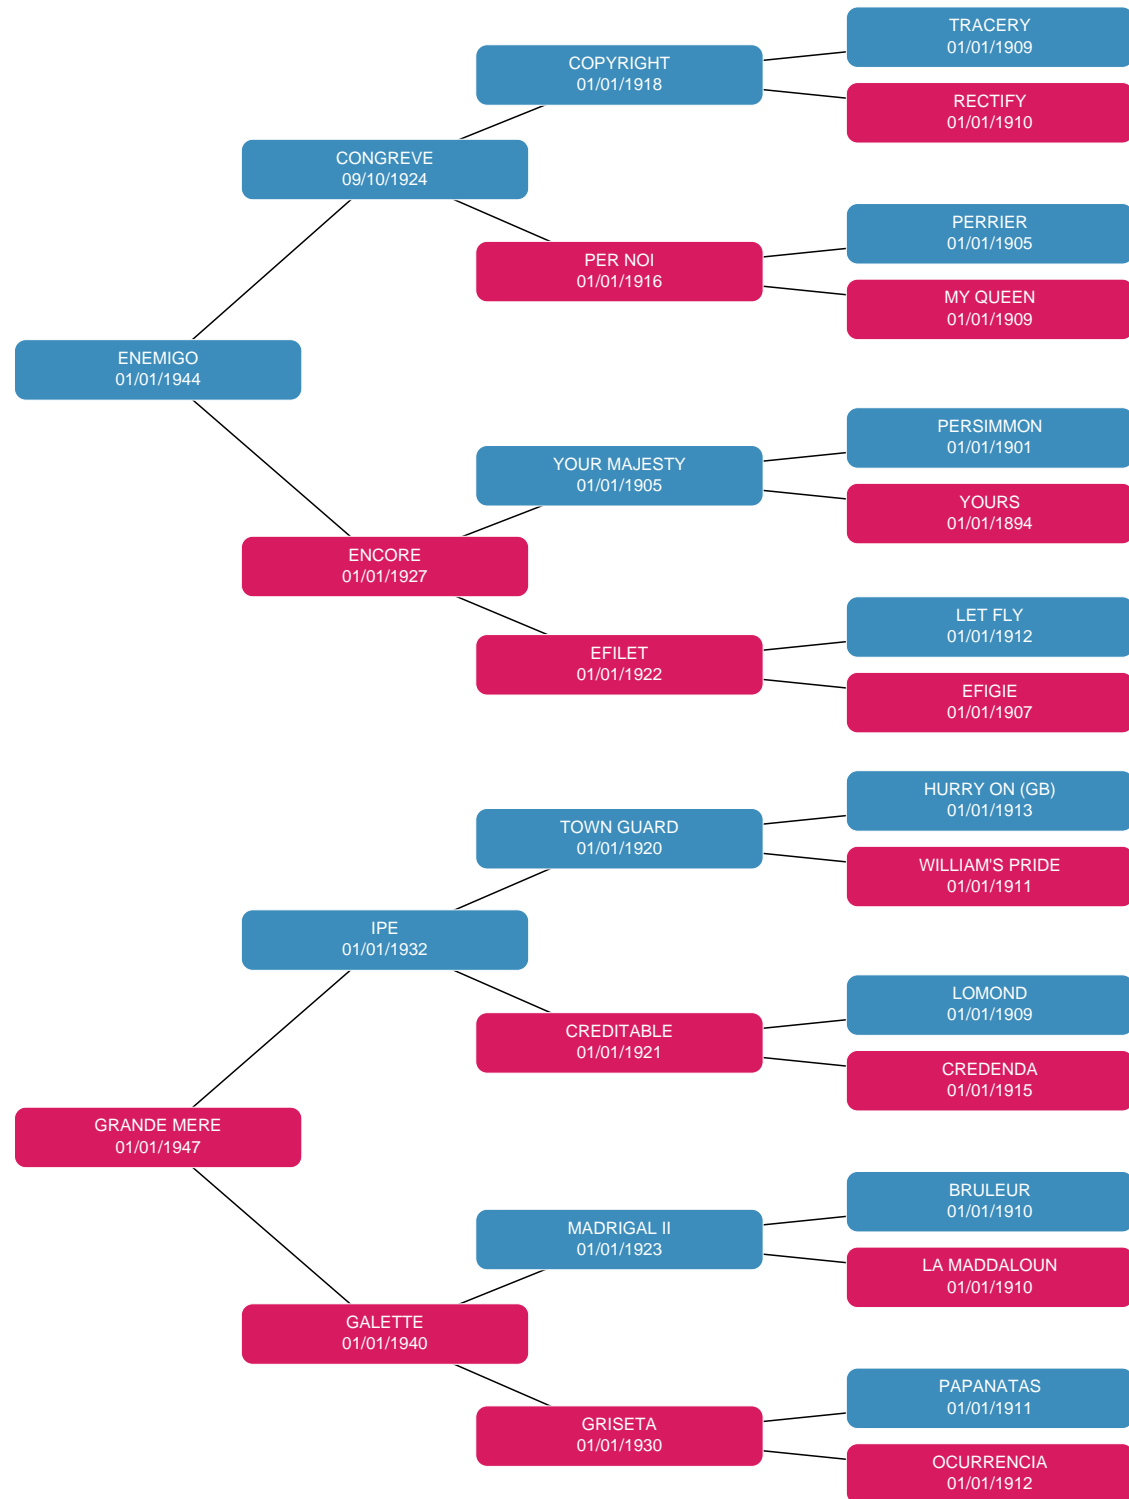 TRACERY
01/01/1909
COPYRIGHT
01/01/1918
RECTIFY
01/01/1910
CONGREVE
09/10/1924
PERRIER
01/01/1905
PER NOI
01/01/1916
MY QUEEN
01/01/1909
ENEMIGO
01/01/1944
PERSIMMON
01/01/1901
YOUR MAJESTY
01/01/1905
YOURS
01/01/1894
ENCORE
01/01/1927
LET FLY
01/01/1912
EFILET
01/01/1922
EFIGIE
01/01/1907
HURRY ON (GB)
01/01/1913
TOWN GUARD
01/01/1920
WILLIAM'S PRIDE
01/01/1911
IPE
01/01/1932
LOMOND
01/01/1909
CREDITABLE
01/01/1921
CREDENDA
01/01/1915
GRANDE MERE
01/01/1947
BRULEUR
01/01/1910
MADRIGAL II
01/01/1923
LA MADDALOUN
01/01/1910
GALETTE
01/01/1940
PAPANATAS
01/01/1911
GRISETA
01/01/1930
OCURRENCIA
01/01/1912